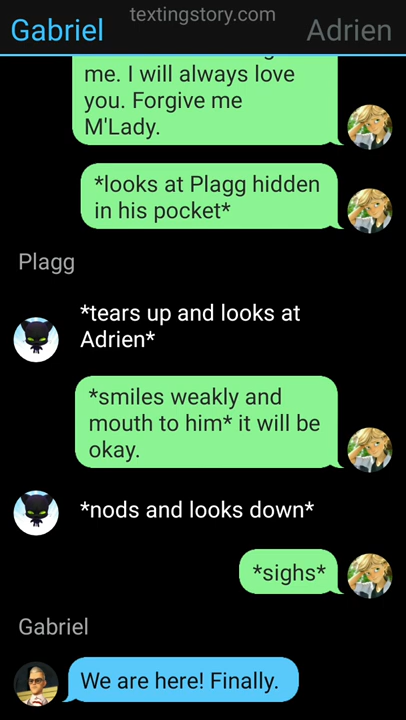 textingstory.com
Gabriel
Adrien
me. I will always love
you. Forgive me
M'Lady.
*looks at Plagg hidden
in his pocket*
Plagg
*tears up and looks at
Adrien*
*smiles weakly and
mouth to him* it will be
okay.
*nods and looks down*
*sighs*
Gabriel
We are here! Finally.